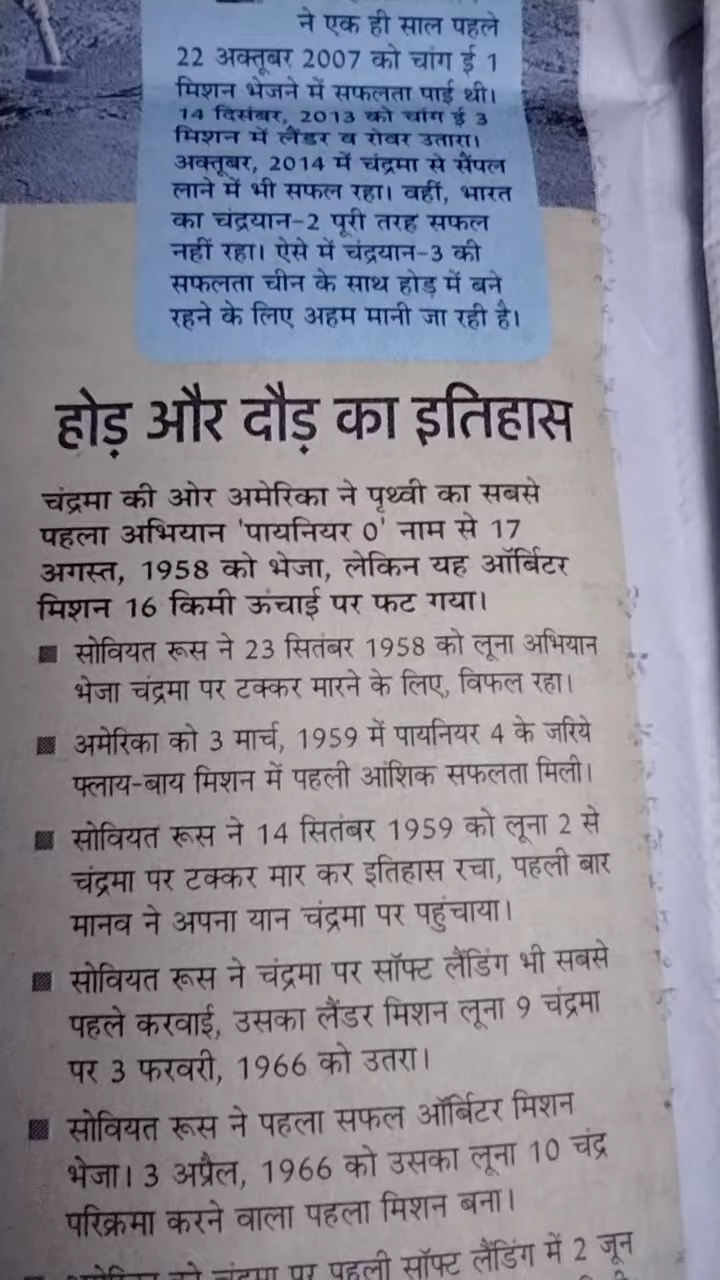 ने एक ही साल पहले
22 अक्तूबर 2007 को चांग ई 1
मिशन भेजने में सफलता पाई थी।
14 दिसंबर, 2013 को चांग ई 3
मिशन में लैंडर व रोवर उतारा।
अक्तूबर, 2014 में चंद्रमा से सैंपल
लाने में भी सफल रहा। वहीं, भारत
का चंद्रयान-2 पूरी तरह सफल
नहीं रहा। ऐसे में चंद्रयान-3 की
सफलता चीन के साथ होड़ में बने
रहने के लिए अहम मानी जा रही है।
होड़ और दौड़ का इतिहास
चंद्रमा की ओर अमेरिका ने पृथ्वी का सबसे
पहला अभियान 'पायनियर 0' नाम से 17
अगस्त, 1958 को भेजा, लेकिन यह ऑर्बिटर
मिशन 16 किमी ऊंचाई पर फट गया।
सोवियत रूस ने 23 सितंबर 1958 को लूना अभियान
भेजा चंद्रमा पर टक्कर मारने के लिए, विफल रहा।
अमेरिका को 3 मार्च, 1959 में पायनियर 4 के जरिये
फ्लाय-बाय मिशन में पहली आंशिक सफलता मिली।
सोवियत रूस ने 14 सितंबर 1959 को लूना 2 से
चंद्रमा पर टक्कर मार कर इतिहास रचा, पहली बार
मानव ने अपना यान चंद्रमा पर पहुंचाया।
सोवियत रूस ने चंद्रमा पर सॉफ्ट लैंडिंग भी सबसे
पहले करवाई, उसका लैंडर मिशन लूना 9 चंद्रमा
पर 3 फरवरी, 1966 को उतरा।
सोवियत रूस ने पहला सफल ऑर्बिटर मिशन
भेजा। 3 अप्रैल, 1966 को उसका लूना 10 चंद्र
परिक्रमा करने वाला पहला मिशन बना।
अमेरिका को चंद्रमा पर पहली सॉफ्ट लैंडिंग में 2 जून